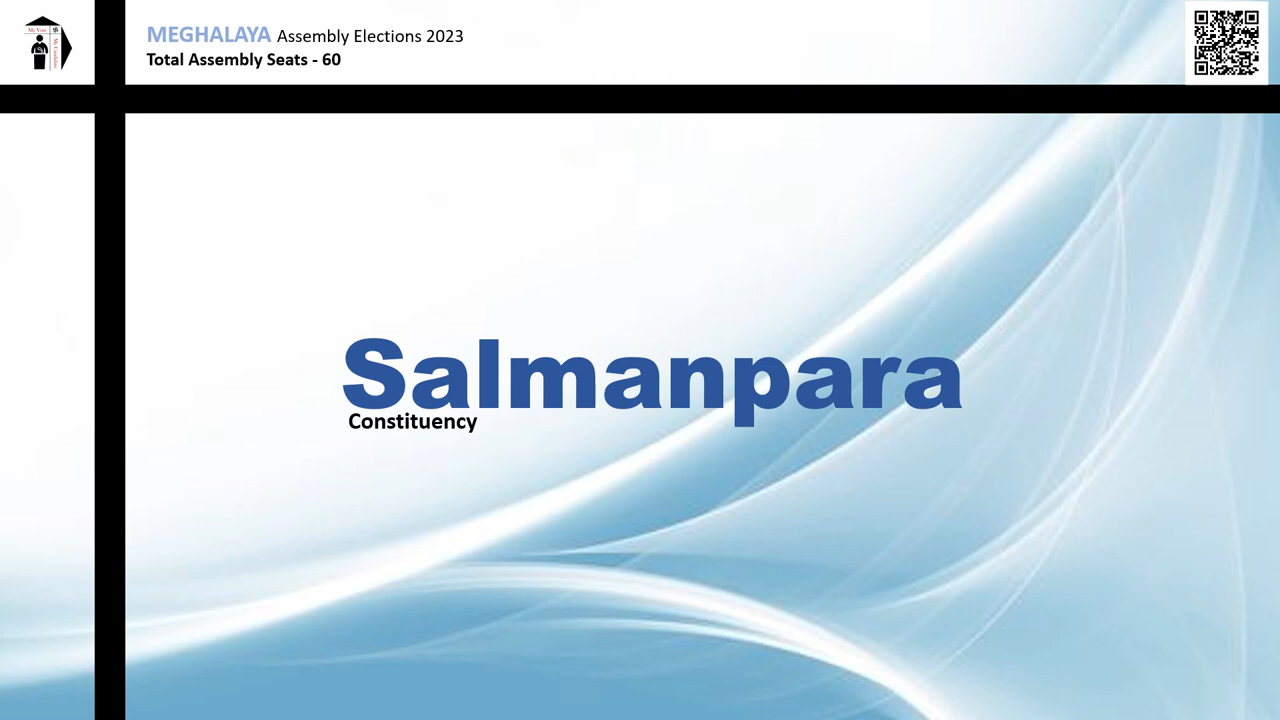 MEGHALAYA Assembly Elections 2023
Total Assembly Seats - 60
Salmanpara
Constituency